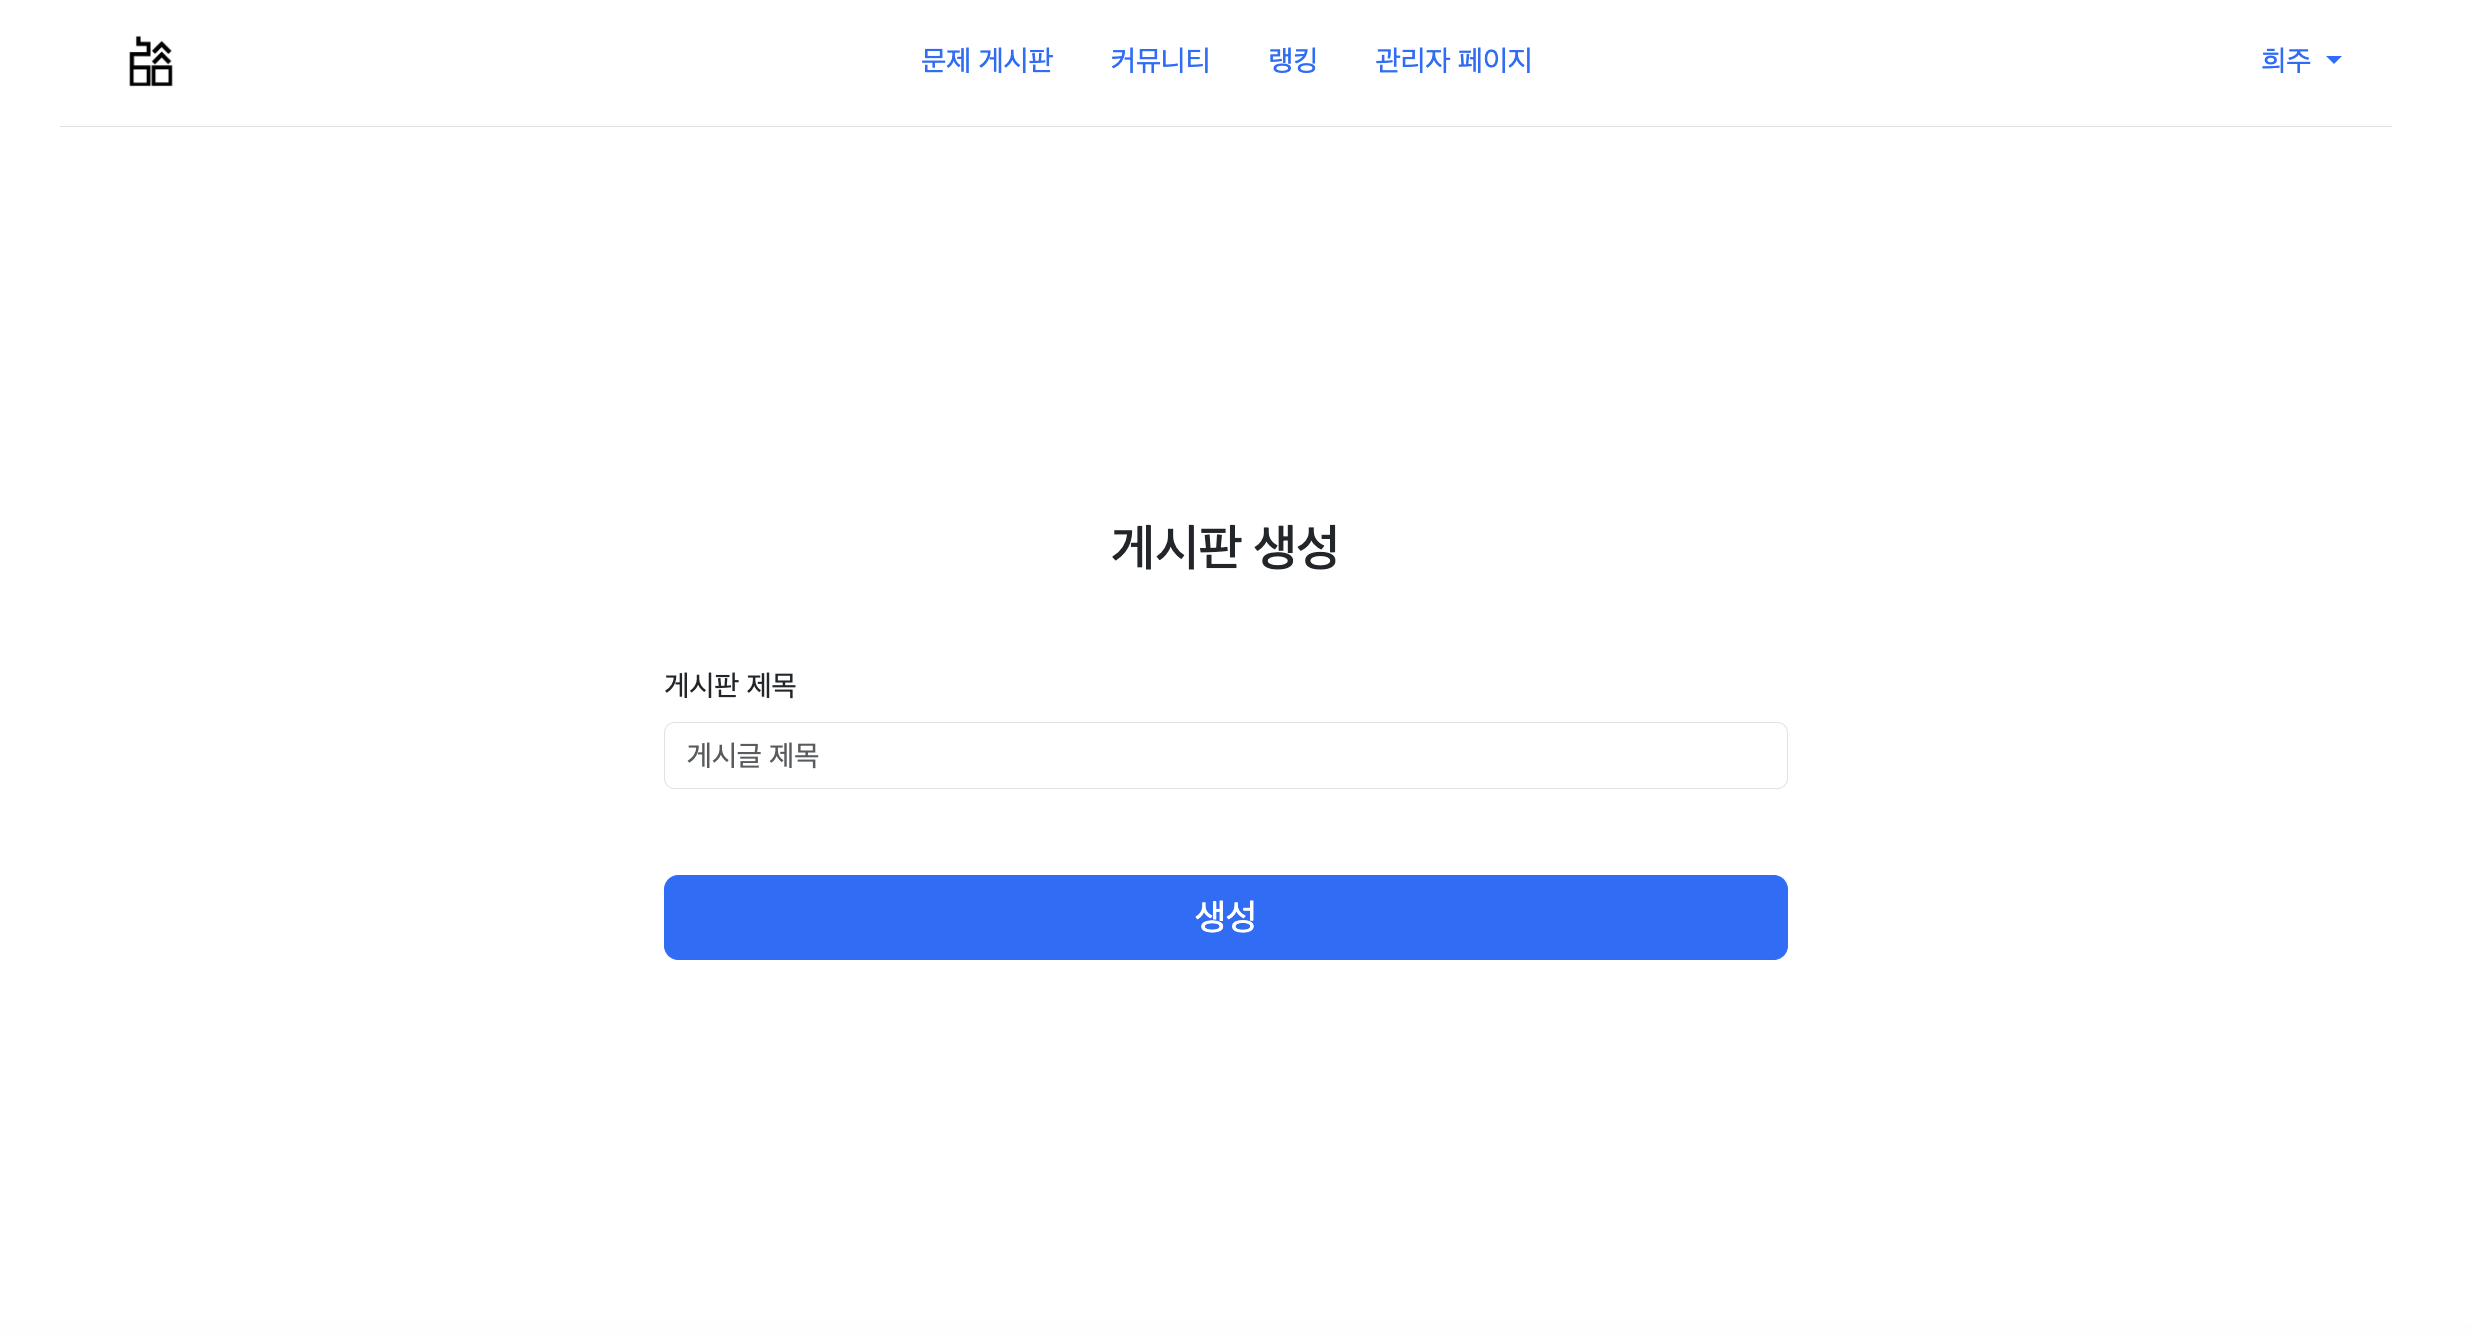 문제 게시판 커뮤니티 랭킹 관리자 페이지 희주
게시판 생성
게시판 제목
게시글 제목
생성